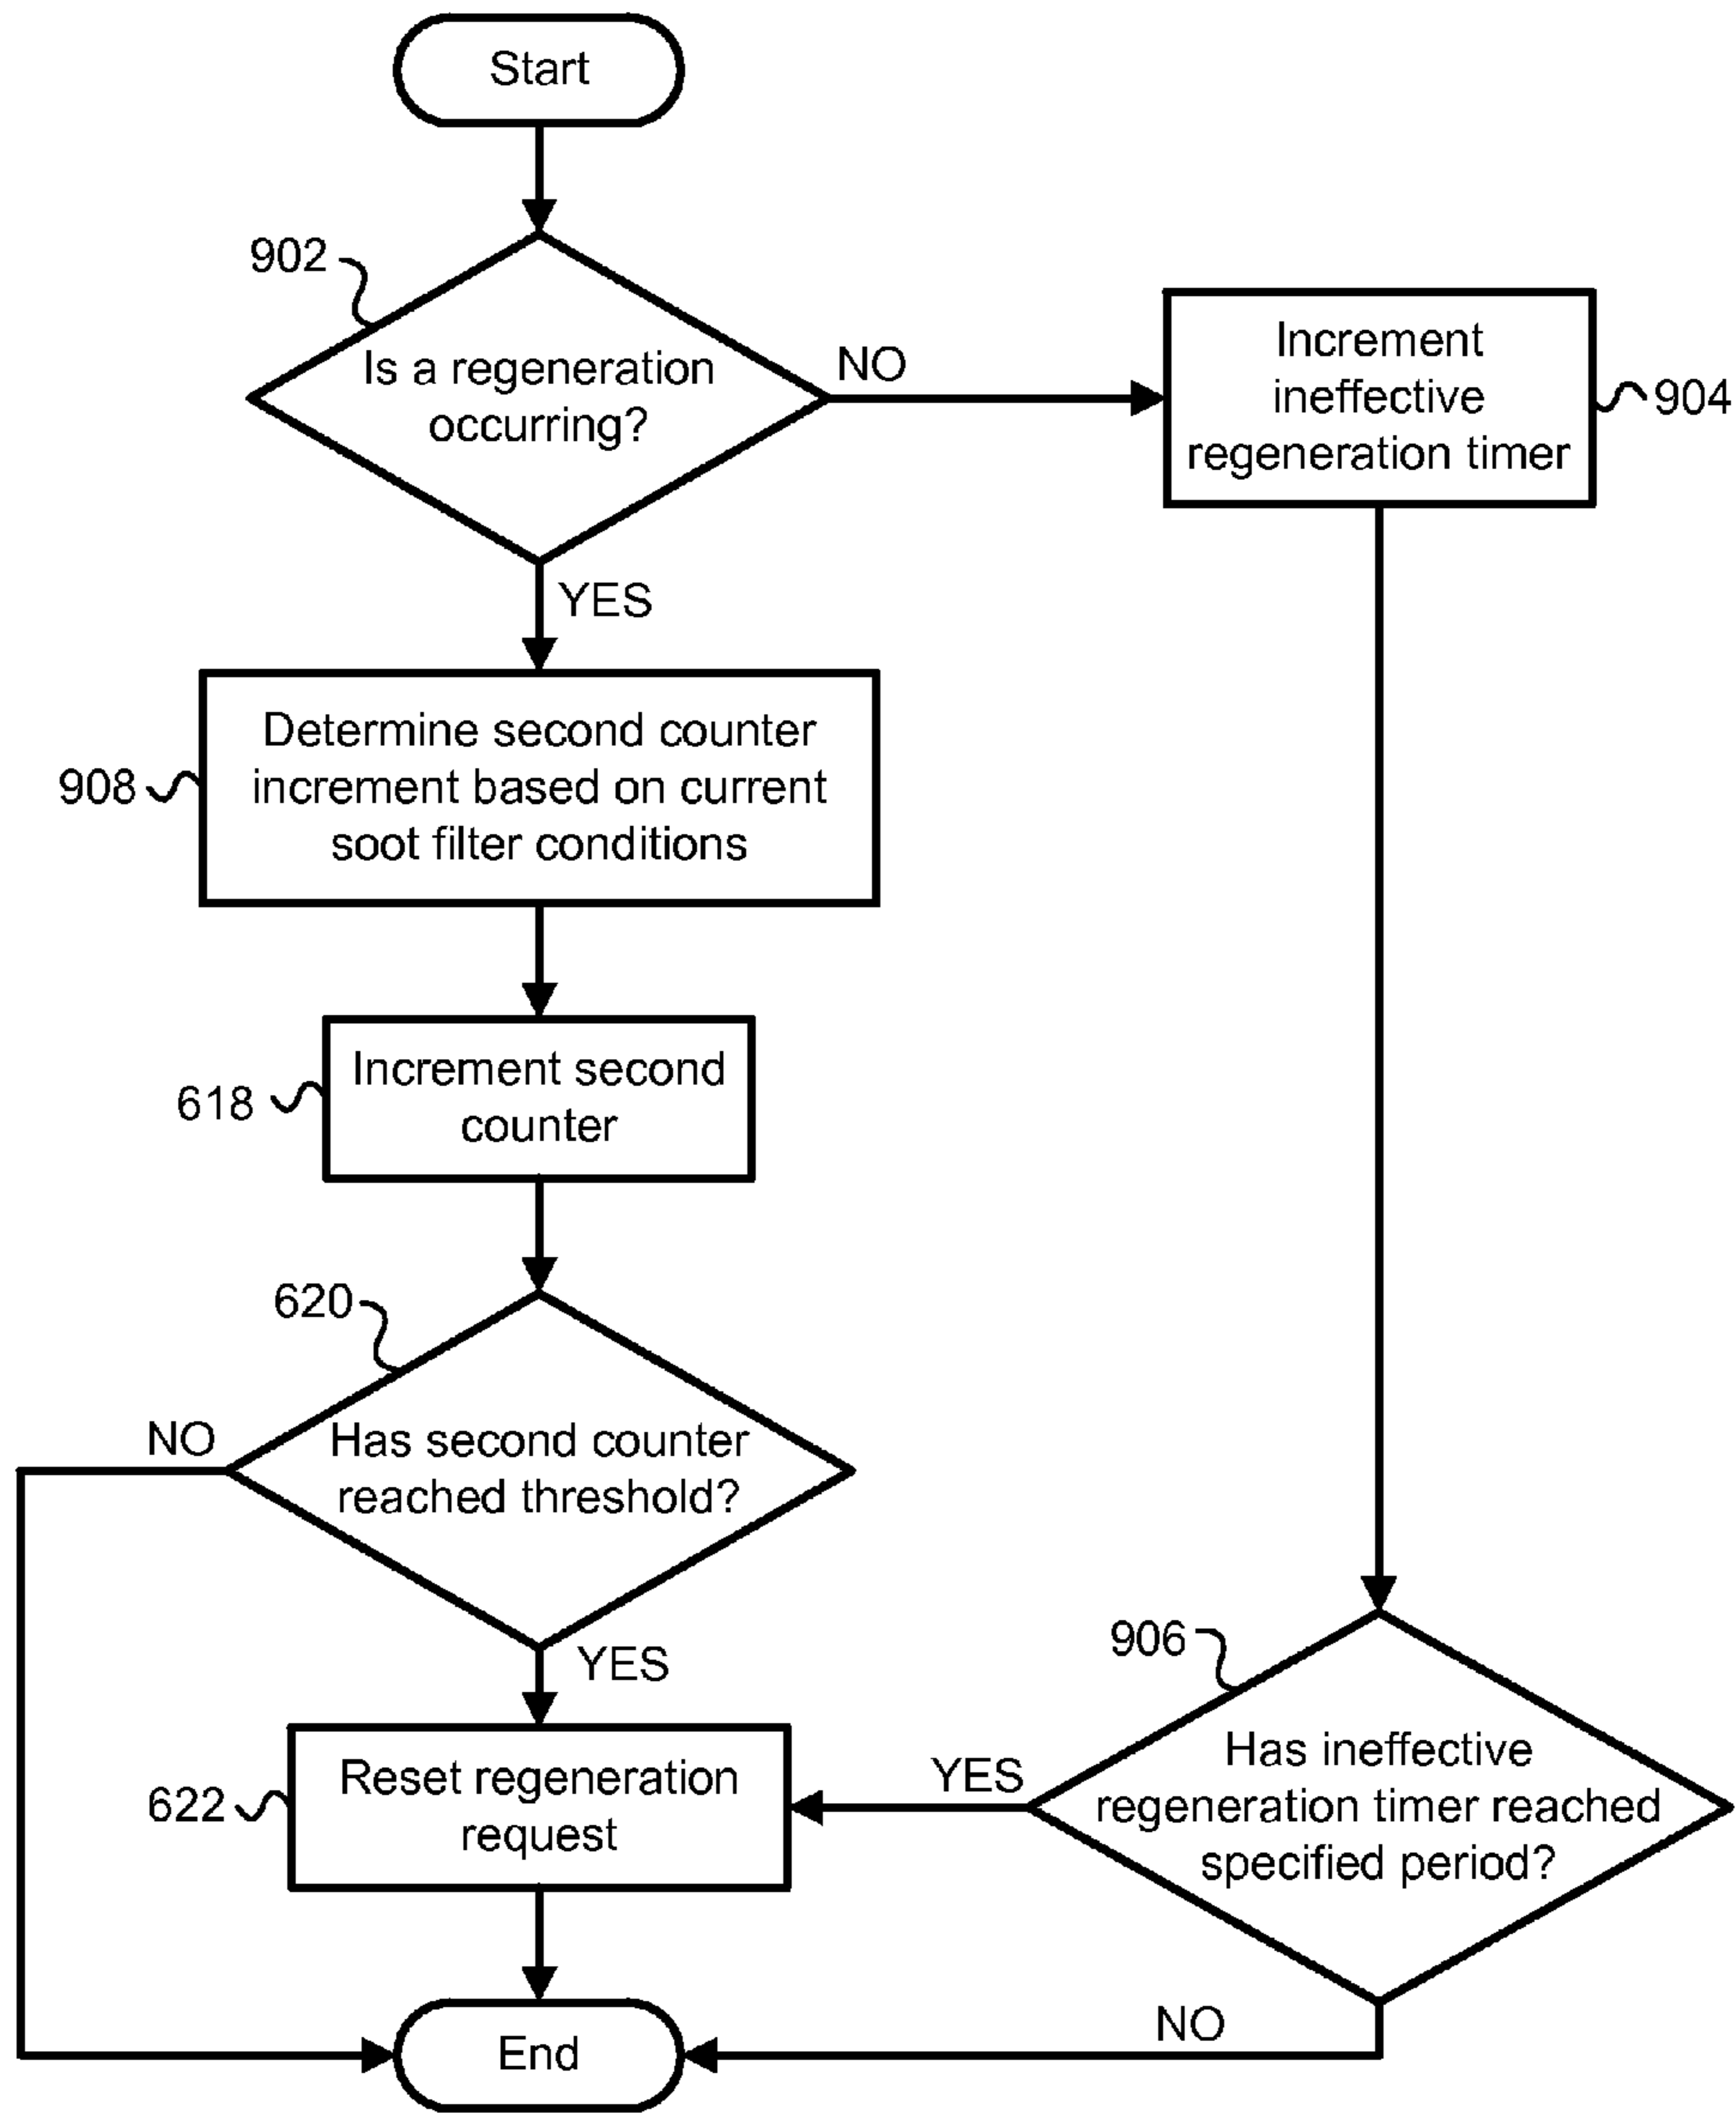 Start
902
Is a regeneration
occurring?
NO
Increment
ineffective
regeneration timer
904
YES
908
Determine second counter
increment based on current
soot filter conditions
618
Increment second
counter
620
NO
Has second counter
reached threshold?
YES
906
Has ineffective
regeneration timer reached
specified period?
YES
622
Reset regeneration
request
NO
End